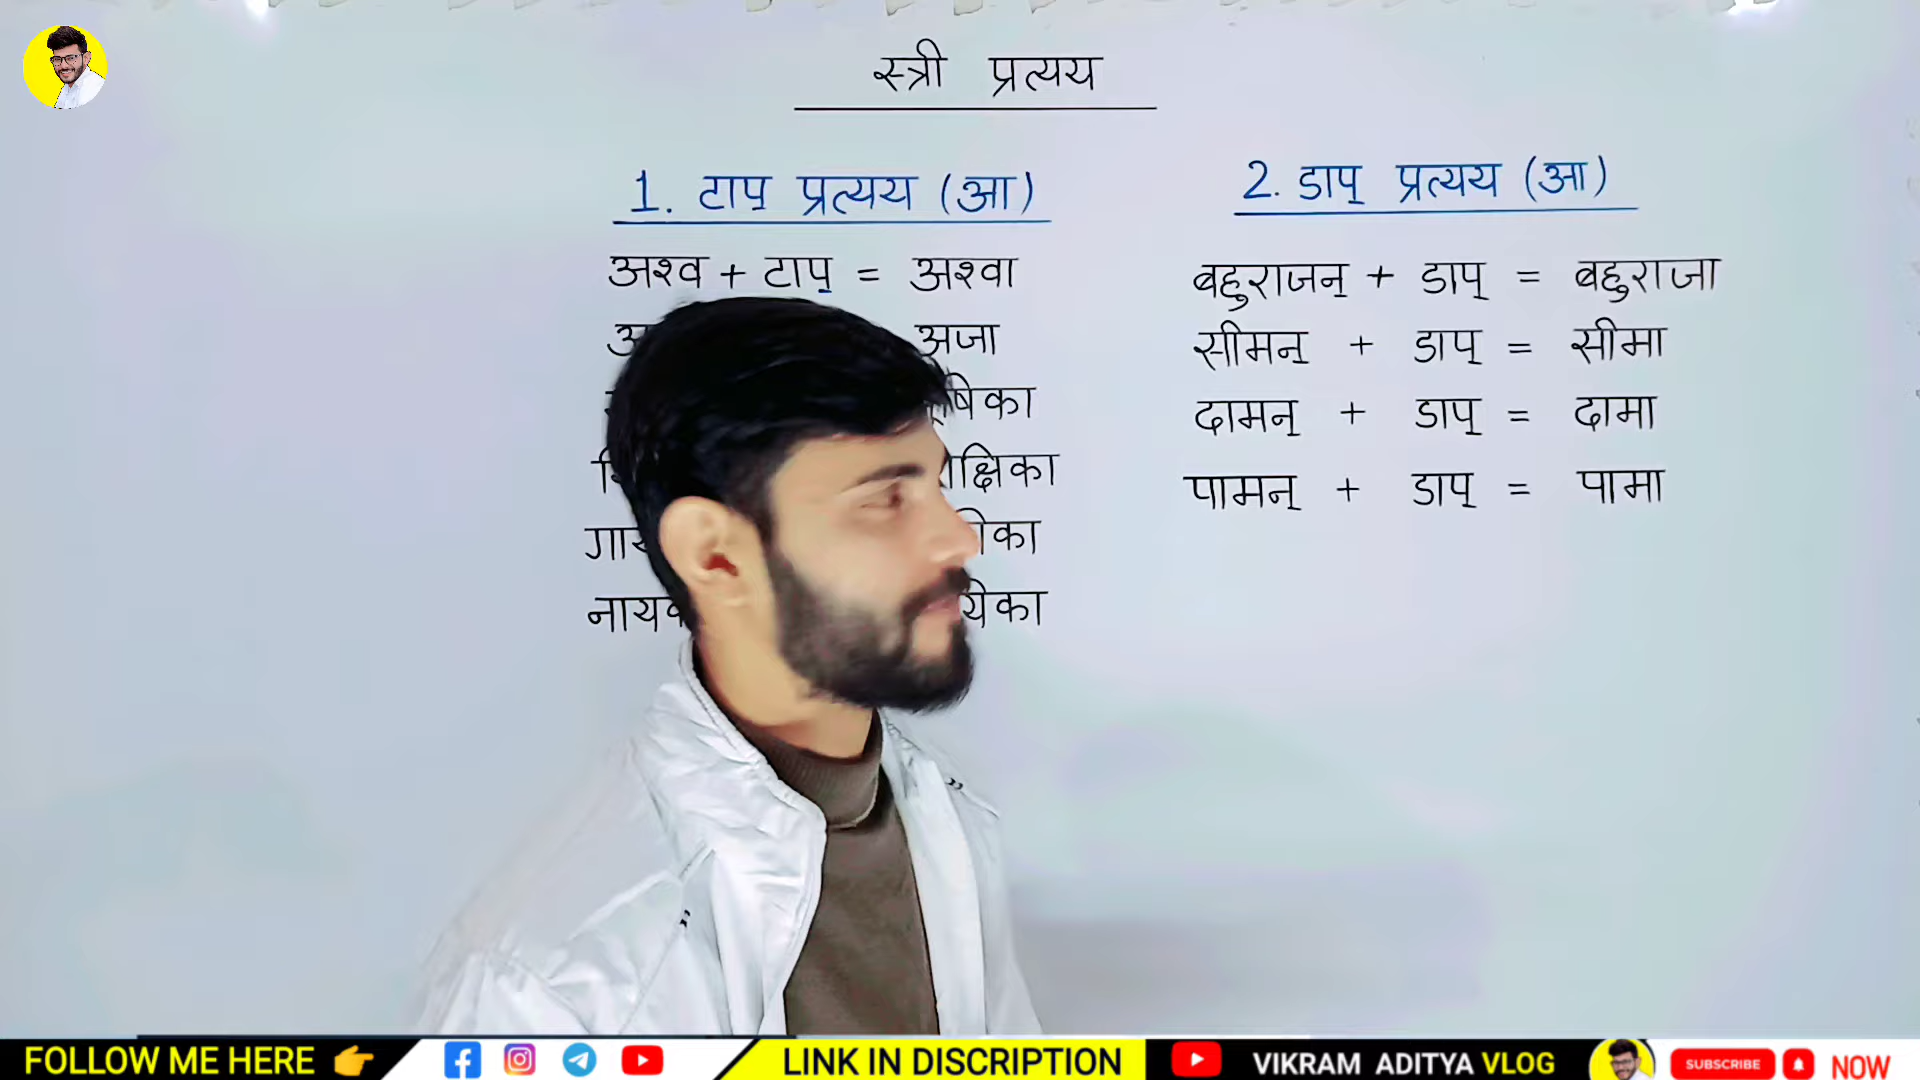 स्त्री प्रत्यय
1. टाप् प्रत्यय (आ)
अश्व + टाप् = अश्वा
अजा
2. डाप् प्रत्यय (आ)
बहुराजन् + डाप् = बहुराजा
सीमन् + डाप् = सीमा
दामन् + डाप् = दामा
पामन् + डाप् = पामा
FOLLOW ME HERE
LINK IN DISCRIPTION
VIKRAM ADITYA VLOG
SUBSCRIBE
NOW